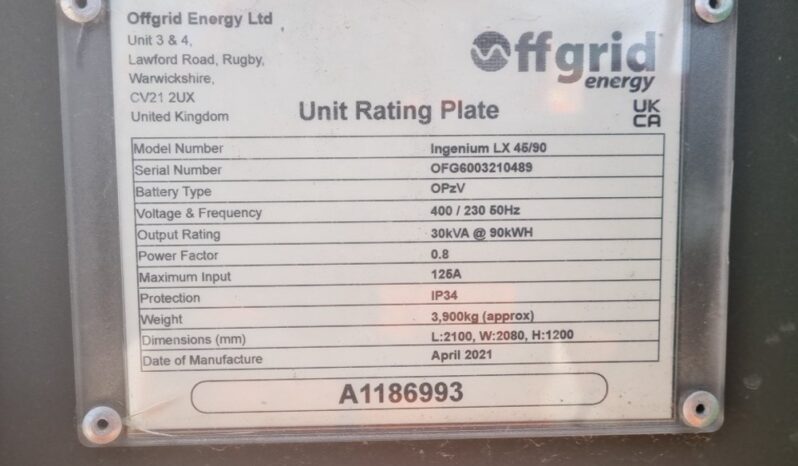 Offgrid Energy Ltd
Unit 3 & 4,
Lawford Road, Rugby,
Warwickshire,
CV21 2UX
United Kingdom
Offgrid
energy
UK
CA
Unit Rating Plate
Model Number Ingenium LX 45/90
Serial Number OFG6003210489
Battery Type OPzV
Voltage & Frequency 400 / 230 50Hz
Output Rating 30kVA @ 90kWH
Power Factor 0.8
Maximum Input 125A
Protection IP34
Weight 3,900kg (approx)
Dimensions (mm) L:2100, W:2080, H:1200
Date of Manufacture April 2021
A1186993